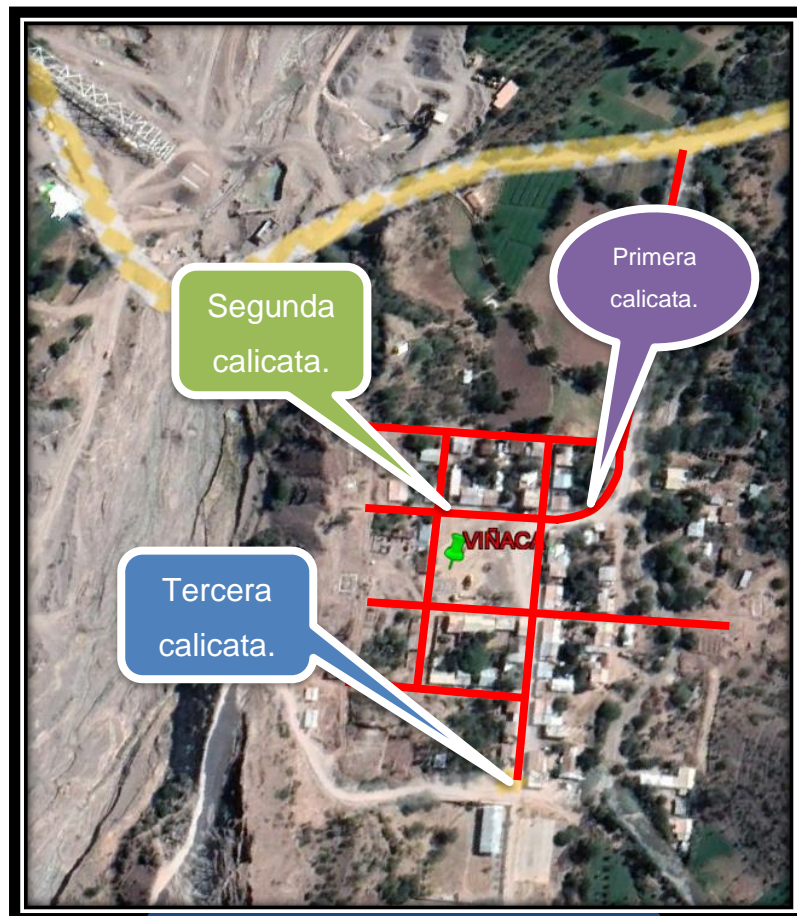 Primera
calicata.
Segunda
calicata.
VIÑACA
Tercera
calicata.